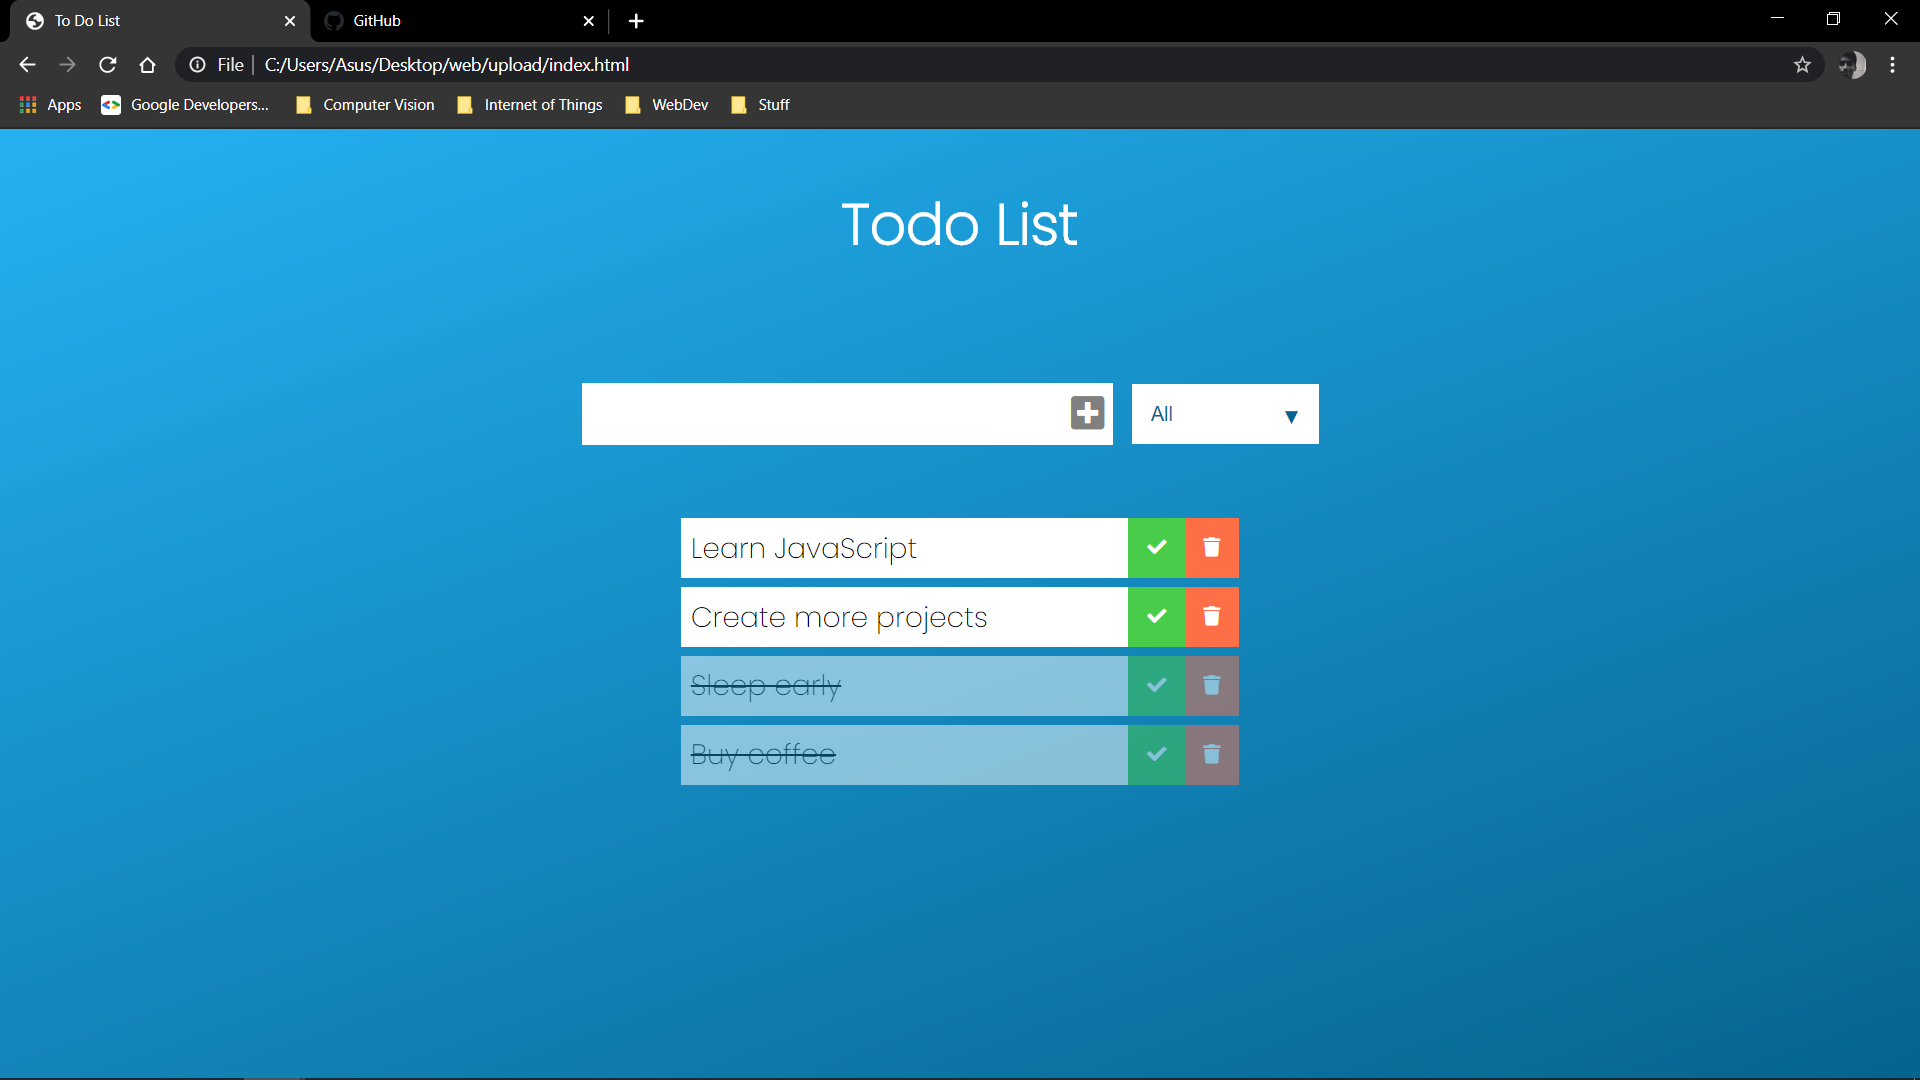 To Do List
GitHub
File
C:/Users/Asus/Desktop/web/upload/index.html
Apps
Google Developers...
Computer Vision
Internet of Things
WebDev
Stuff
Todo List
All
Learn JavaScript
Create more projects
Sleep early
Buy coffee